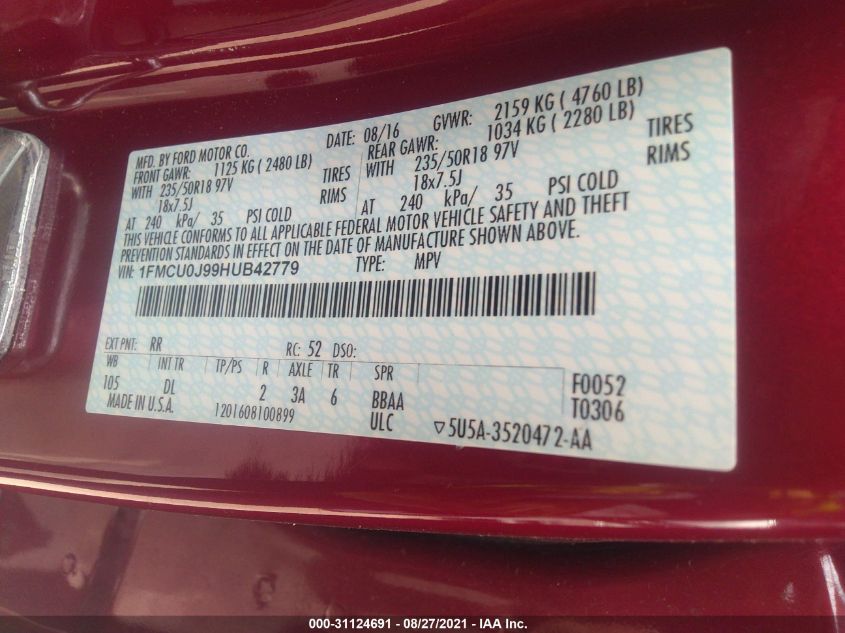 MFD. BY FORD MOTOR CO. DATE: 08/16 GVWR: 2159 KG ( 4760 LB)
FRONT GAWR: 1125 KG ( 2480 LB) REAR GAWR: 1034 KG ( 2280 LB)
WITH 235/50R18 97V TIRES WITH 235/50R18 97V TIRES
18x7.5J RIMS 18x7.5J RIMS
AT 240 kPa/ 35 PSI COLD AT 240 kPa/ 35 PSI COLD
THIS VEHICLE CONFORMS TO ALL APPLICABLE FEDERAL MOTOR VEHICLE SAFETY AND THEFT
PREVENTION STANDARDS IN EFFECT ON THE DATE OF MANUFACTURE SHOWN ABOVE.
VIN: 1FMCU0J99HUB42779 TYPE: MPV
EXT PNT: RR RC: 52 DSO:
WB INT TR TP/PS R AXLE TR SPR
105 DL 2 3A 6 BBAA F0052
MADE IN U.S.A. 1201608100899 ULC T0306
▽5U5A-3520472-AA
000-31124691 - 08/27/2021 - IAA Inc.